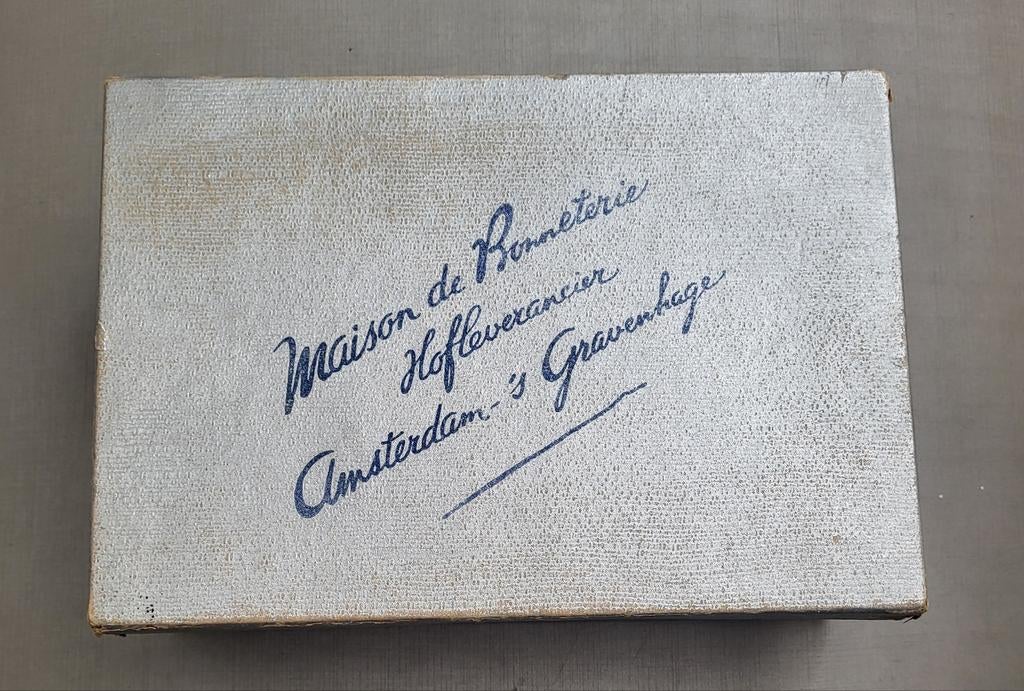 Maison de Bonneterie
Hofleverancier
Amsterdam-'s Gravenhage